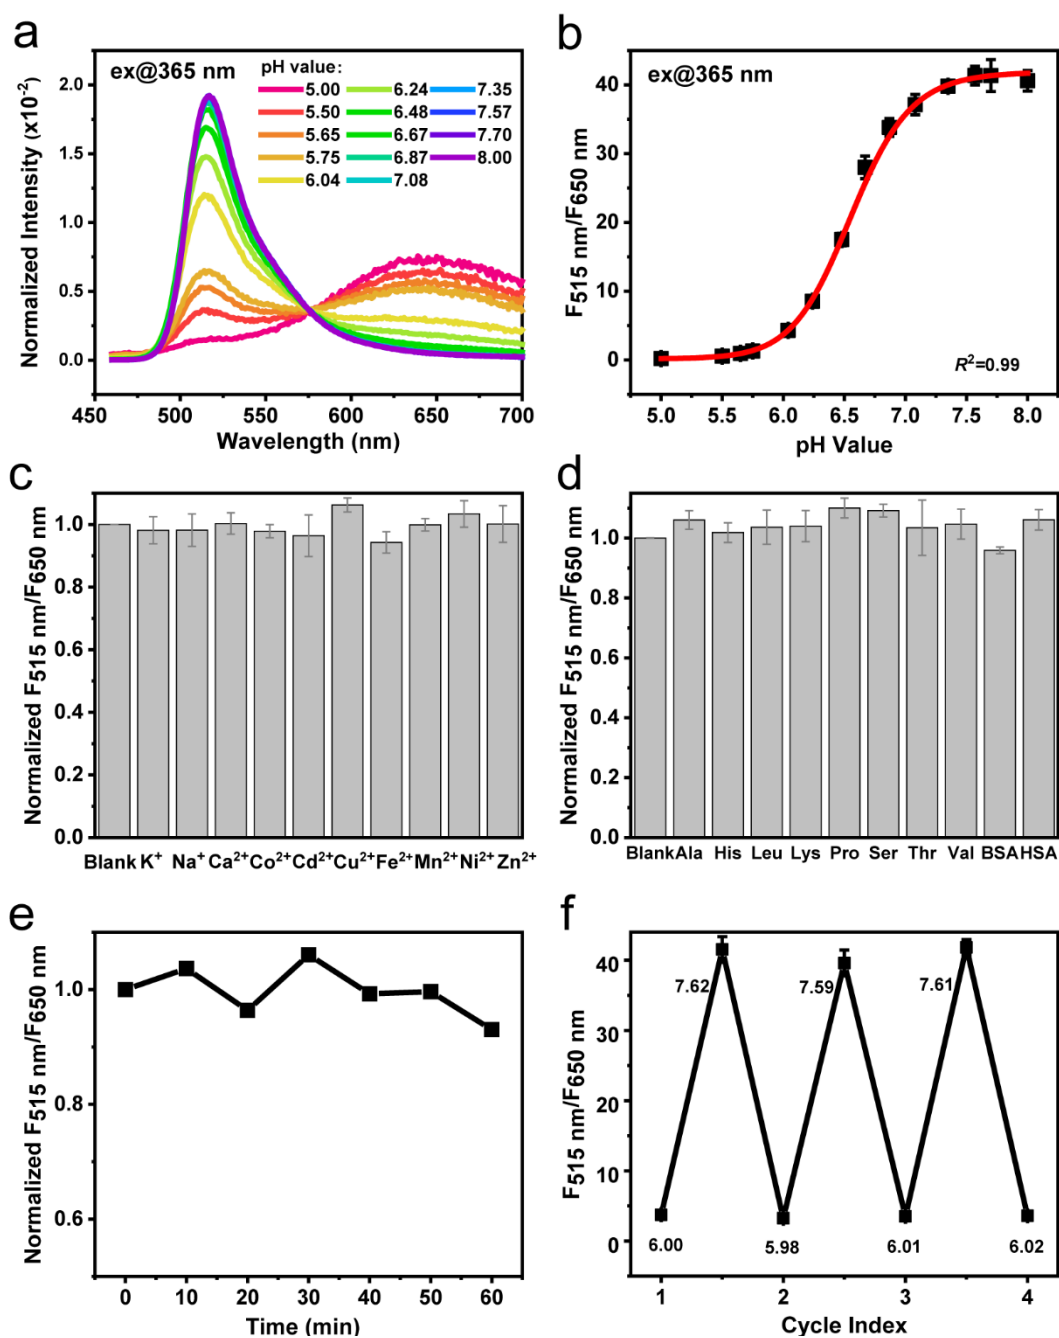 a
ex@365 nm
pH value:
5.00 6.24 7.35
5.50 6.48 7.57
5.65 6.67 7.70
5.75 6.87 8.00
6.04 7.08
Normalized Intensity (x10⁻²)
2.0
1.5
1.0
0.5
0.0
450 500 550 600 650 700
Wavelength (nm)
b
ex@365 nm
F515 nm/F650 nm
40
30
20
10
0
R²=0.99
5.0 5.5 6.0 6.5 7.0 7.5 8.0
pH Value
c
Normalized F515 nm/F650 nm
1.0
0.8
0.6
0.4
0.2
0.0
Blank K⁺ Na⁺ Ca²⁺ Co²⁺ Cd²⁺ Cu²⁺ Fe²⁺ Mn²⁺ Ni²⁺ Zn²⁺
d
Normalized F515 nm/F650 nm
1.0
0.8
0.6
0.4
0.2
0.0
Blank Ala His Leu Lys Pro Ser Thr Val BSA HSA
e
Normalized F515 nm/F650 nm
1.0
0.8
0.6
0 10 20 30 40 50 60
Time (min)
f
F515 nm/F650 nm
40
30
20
10
0
7.62 7.59 7.61
6.00 5.98 6.01 6.02
1 2 3 4
Cycle Index